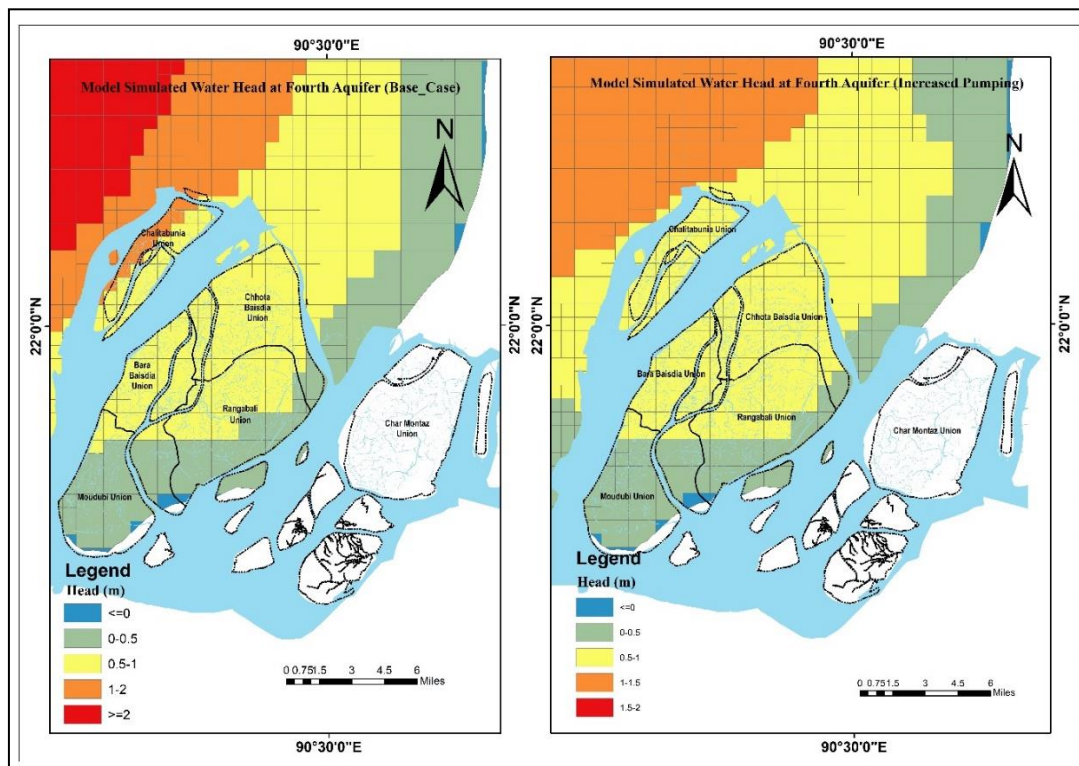 90°30'0"E
Model Simulated Water Head at Fourth Aquifer (Base_Case)
N
Chalitabunia
Union
22°0'0"N
Chhota
Baisdia
Union
Bara
Baisdia
Union
Rangabali
Union
Char Montaz
Union
Moudubi Union
Legend
Head (m)
<=0
0-0.5
0.5-1
1-2
>=2
0 0.75 1.5 3 4.5 6
Miles
90°30'0"E
90°30'0"E
Model Simulated Water Head at Fourth Aquifer (Increased Pumping)
N
Chalitabunis Union
22°0'0"N
22°0'0"N
22°0'0"N
Chhota Baisdia Union
Bara Baisdia Union
Rangabali Union
Char Montaz Union
Moudubi Union
Legend
Head (m)
<=0
0-0.5
0.5-1
1-1.5
1.5-2
0 0.75 1.5 3 4.5 6
Miles
90°30'0"E